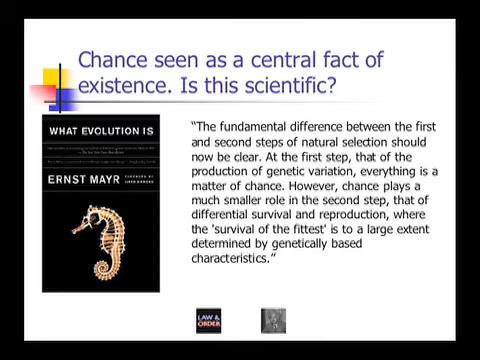 Chance seen as a central fact of
existence. Is this scientific?
WHAT EVOLUTION IS
ERNST MAYR
“The fundamental difference between the first
and second steps of natural selection should
now be clear. At the first step, that of the
production of genetic variation, everything is a
matter of chance. However, chance plays a
much smaller role in the second step, that of
differential survival and reproduction, where
the 'survival of the fittest' is to a large extent
determined by genetically based
characteristics.”
LAW &
ORDER